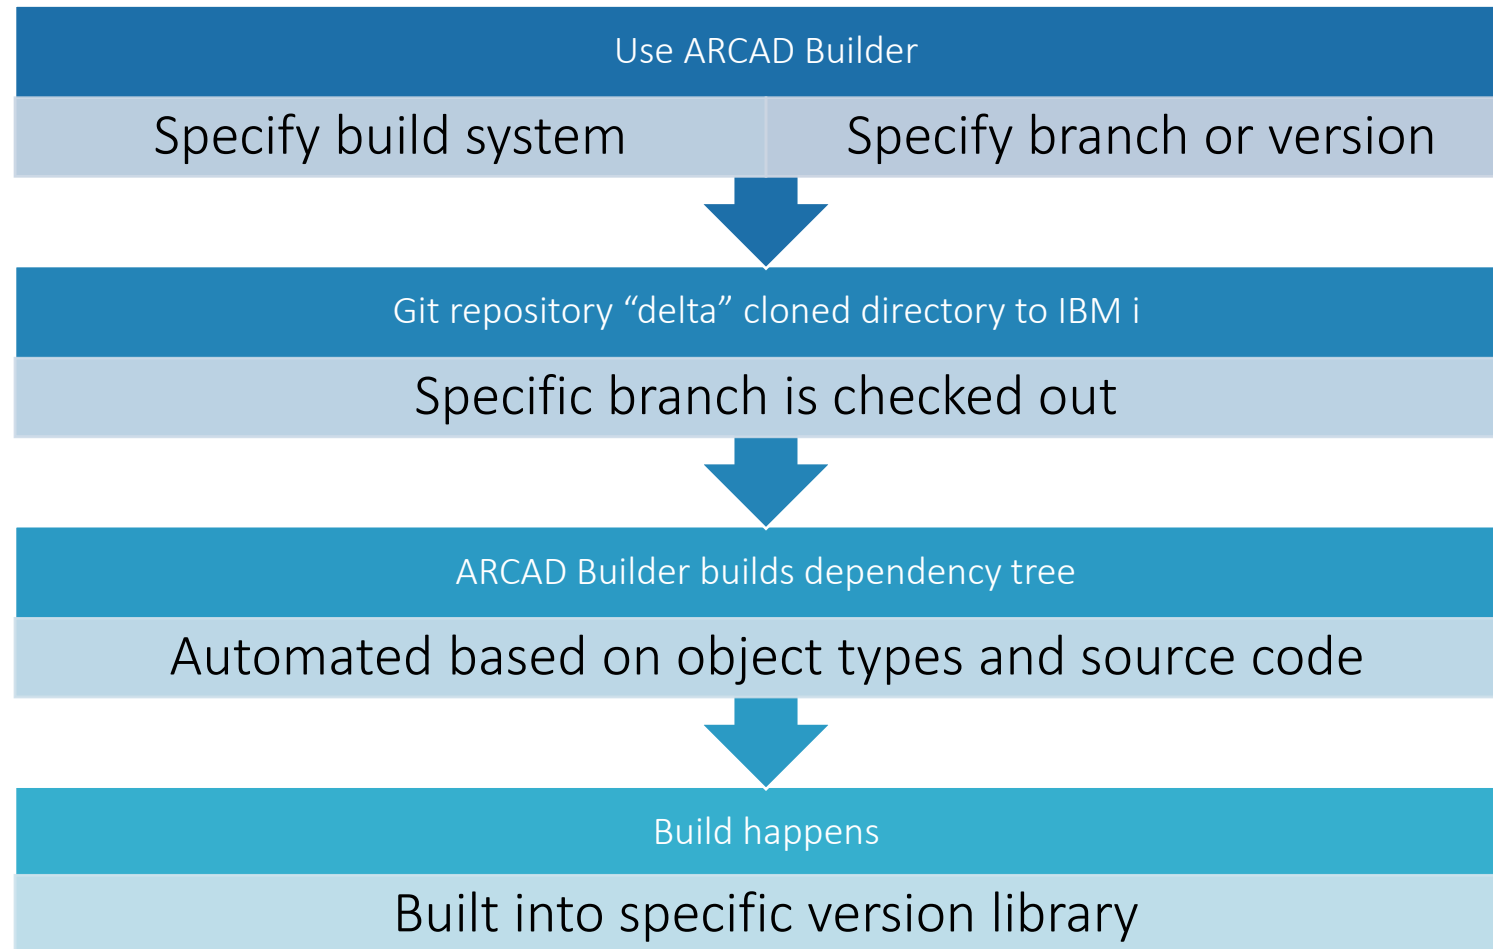 Use ARCAD Builder
Specify build system
Specify branch or version
Git repository “delta” cloned directory to IBM i
Specific branch is checked out
ARCAD Builder builds dependency tree
Automated based on object types and source code
Build happens
Built into specific version library